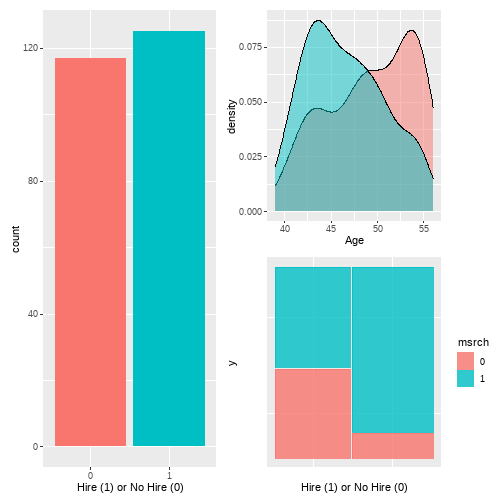 count
120
80
40
0
0
1
Hire (1) or No Hire (0)
density
0.075
0.050
0.025
0.000
40
45
50
55
Age
y
Hire (1) or No Hire (0)
msrch
0
1